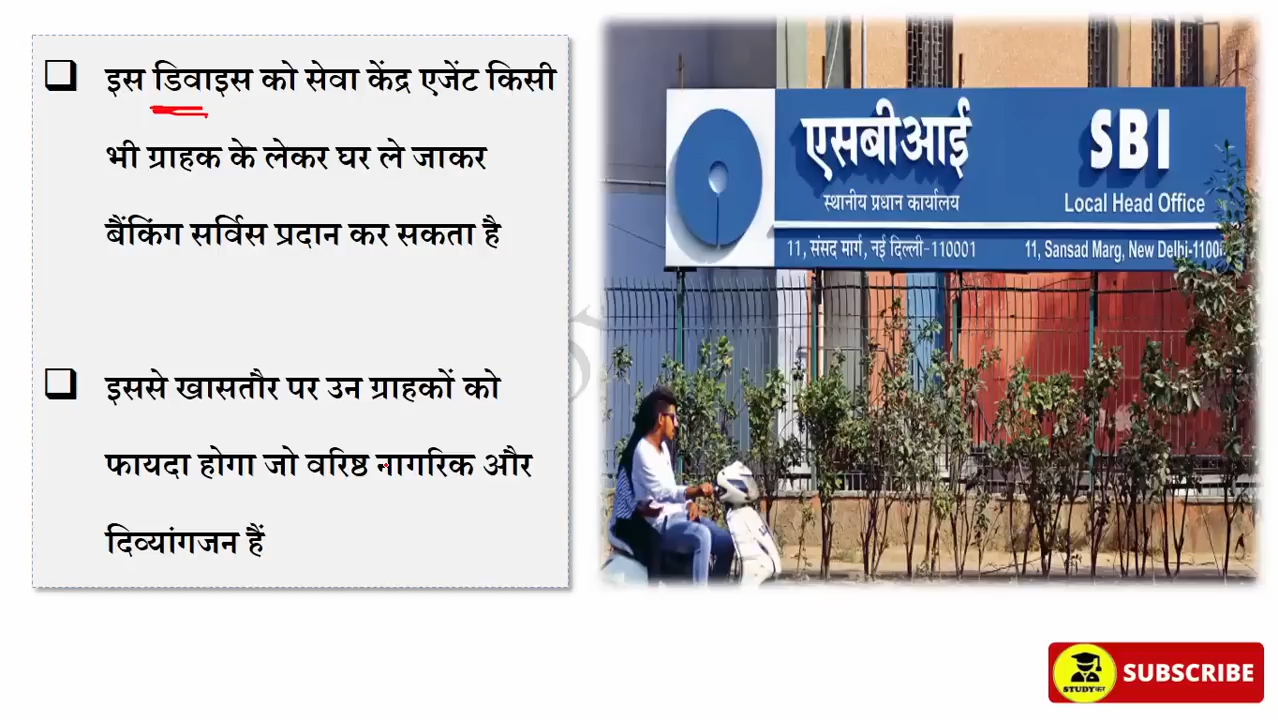 इस डिवाइस को सेवा केंद्र एजेंट किसी
भी ग्राहक के लेकर घर ले जाकर
बैंकिंग सर्विस प्रदान कर सकता है
इससे खासतौर पर उन ग्राहकों को
फायदा होगा जो वरिष्ठ नागरिक और
दिव्यांगजन हैं
एसबीआई
स्थानीय प्रधान कार्यालय
11, संसद मार्ग, नई दिल्ली-110001
SBI
Local Head Office
11, Sansad Marg, New Delhi-1100
STUDYकर
SUBSCRIBE